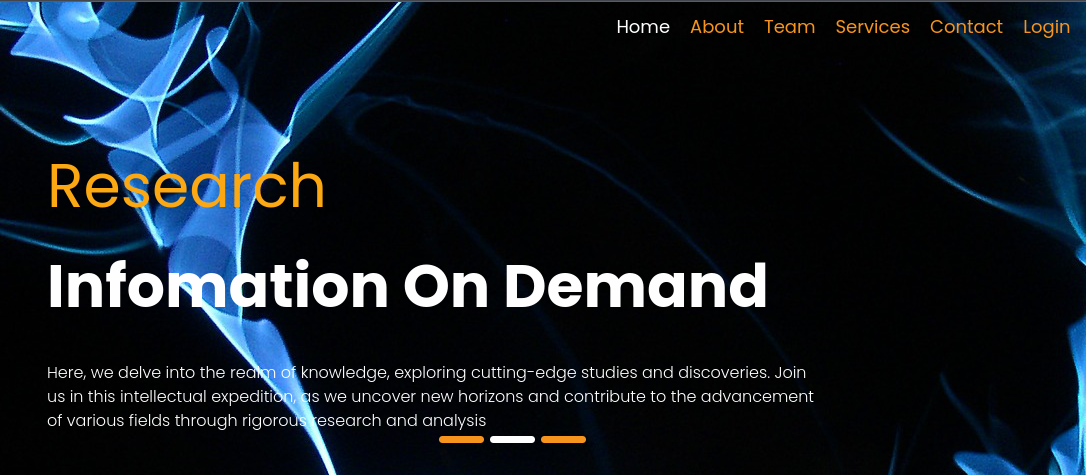 Home About Team Services Contact Login
Research
Infomation On Demand
Here, we delve into the realm of knowledge, exploring cutting-edge studies and discoveries. Join
us in this intellectual expedition, as we uncover new horizons and contribute to the advancement
of various fields through rigorous research and analysis